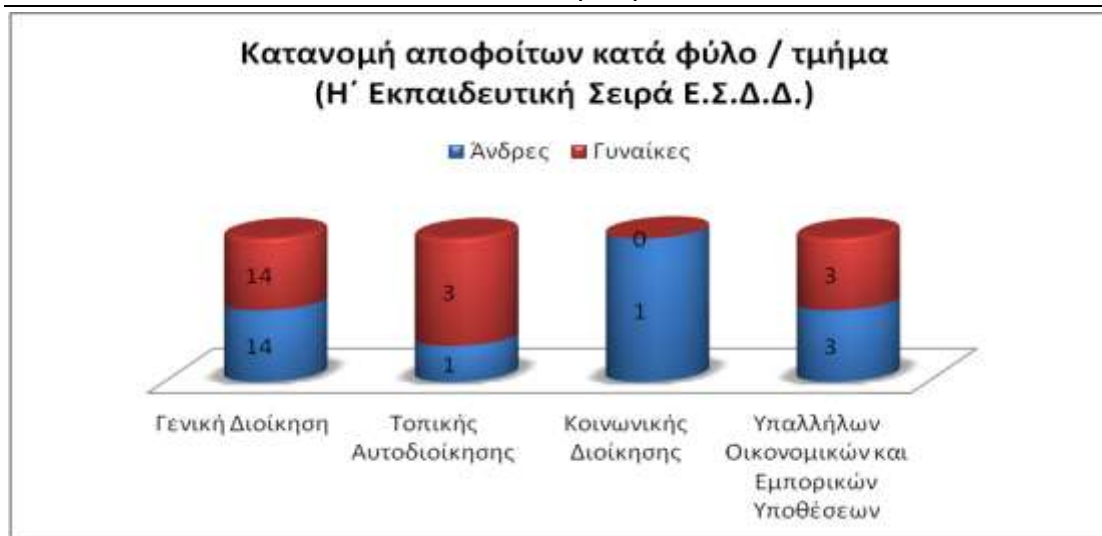 Κατανομή αποφοίτων κατά φύλο / τμήμα
(Η΄ Εκπαιδευτική Σειρά Ε.Σ.Δ.Δ.)
Άνδρες Γυναίκες
14 3 0 3
14 1 1 3
Γενική Διοίκηση
Τοπικής
Αυτοδιοίκησης
Κοινωνικής
Διοίκησης
Υπαλλήλων
Οικονομικών και
Εμπορικών
Υποθέσεων